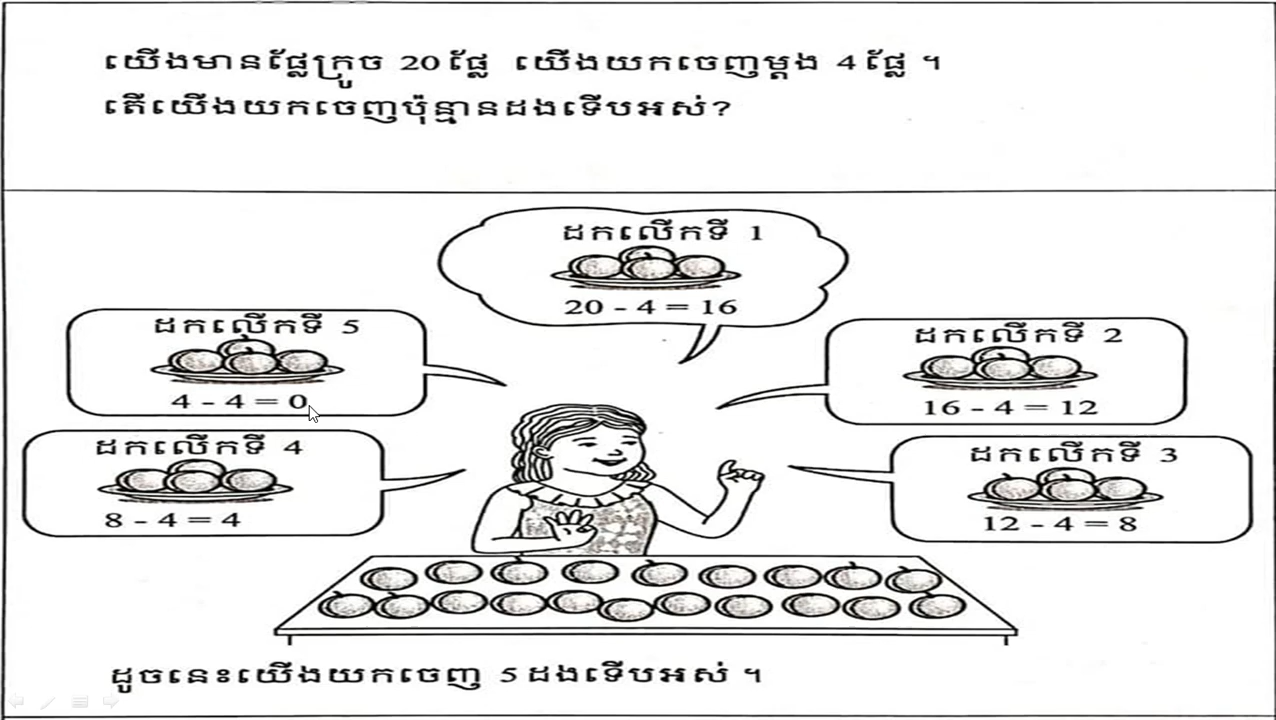 យើងមានផ្លែក្រូច 20 ផ្លែ យើងយកចេញម្ដង 4 ផ្លែ ។
តើយើងយកចេញប៉ុន្មានដងទើបអស់?
ដកលើកទី 1
20 - 4 = 16
ដកលើកទី 5
4 - 4 = 0
ដកលើកទី 2
16 - 4 = 12
ដកលើកទី 4
8 - 4 = 4
ដកលើកទី 3
12 - 4 = 8
ដូចនេះយើងយកចេញ 5 ដងទើបអស់ ។